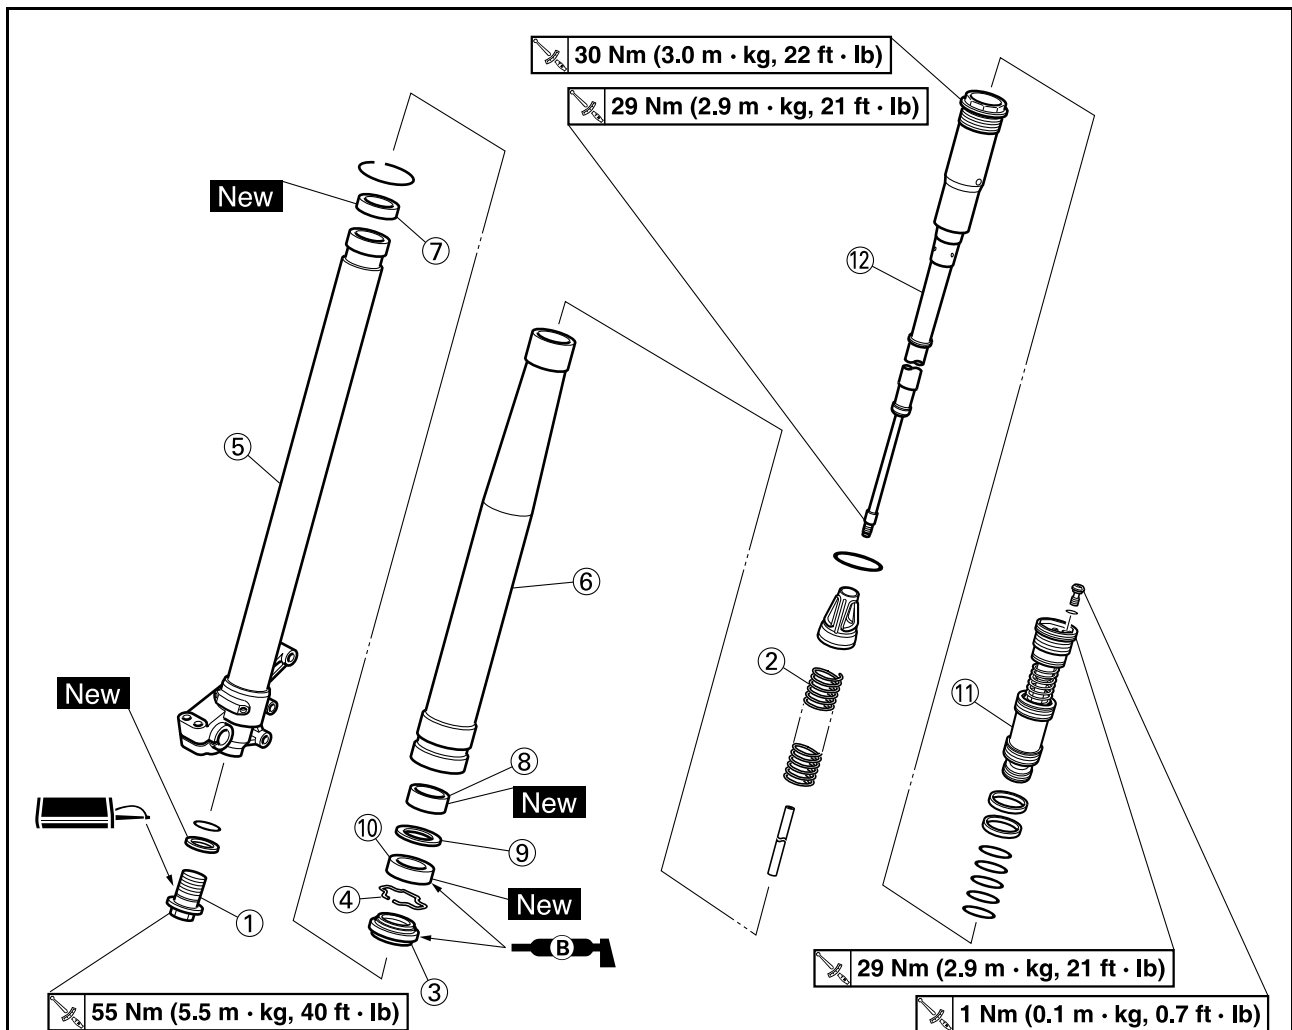 30 Nm (3.0 m · kg, 22 ft · lb)
29 Nm (2.9 m · kg, 21 ft · lb)
New
⑦
⑫
⑤
⑥
②
New
⑪
⑧
New
⑩
⑨
④
New
①
B
③
29 Nm (2.9 m · kg, 21 ft · lb)
55 Nm (5.5 m · kg, 40 ft · lb)
1 Nm (0.1 m · kg, 0.7 ft · lb)